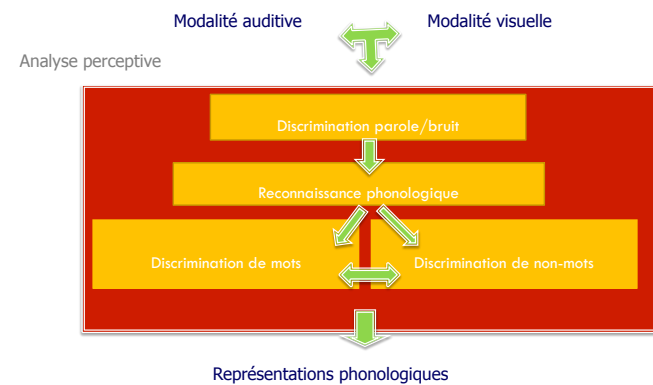 Modalité auditive
Modalité visuelle
Analyse perceptive
Discrimination parole/bruit
Reconnaissance phonologique
Discrimination de mots
Discrimination de non-mots
Représentations phonologiques